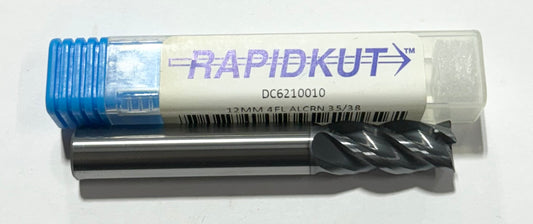 RAPIDKUT™
DC6210010
12MM 4FL ALCRN 35/38